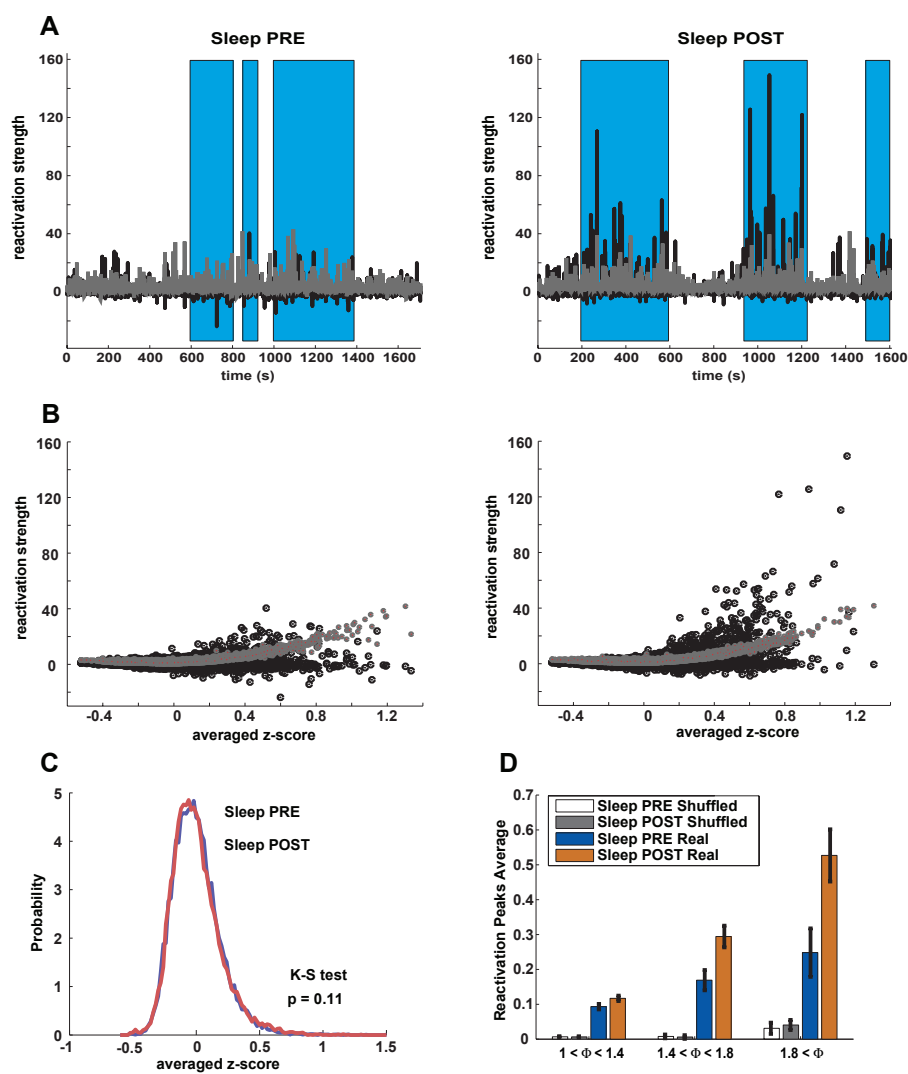 A
Sleep PRE
Sleep POST
reactivation strength
160
120
80
40
0
0 200 400 600 800 1000 1200 1400 1600
time (s)
reactivation strength
160
120
80
40
0
0 200 400 600 800 1000 1200 1400 1600
time (s)
B
reactivation strength
160
120
80
40
0
-0.4 0 0.4 0.8 1.2
averaged z-score
reactivation strength
160
120
80
40
0
-0.4 0 0.4 0.8 1.2
averaged z-score
C
Probability
5
4
3
2
1
0
-1 -0.5 0 0.5 1 1.5
averaged z-score
Sleep PRE
Sleep POST
K-S test
p = 0.11
D
Reactivation Peaks Average
0.7
0.6
0.5
0.4
0.3
0.2
0.1
0
Sleep PRE Shuffled
Sleep POST Shuffled
Sleep PRE Real
Sleep POST Real
1 < Φ < 1.4
1.4 < Φ < 1.8
1.8 < Φ